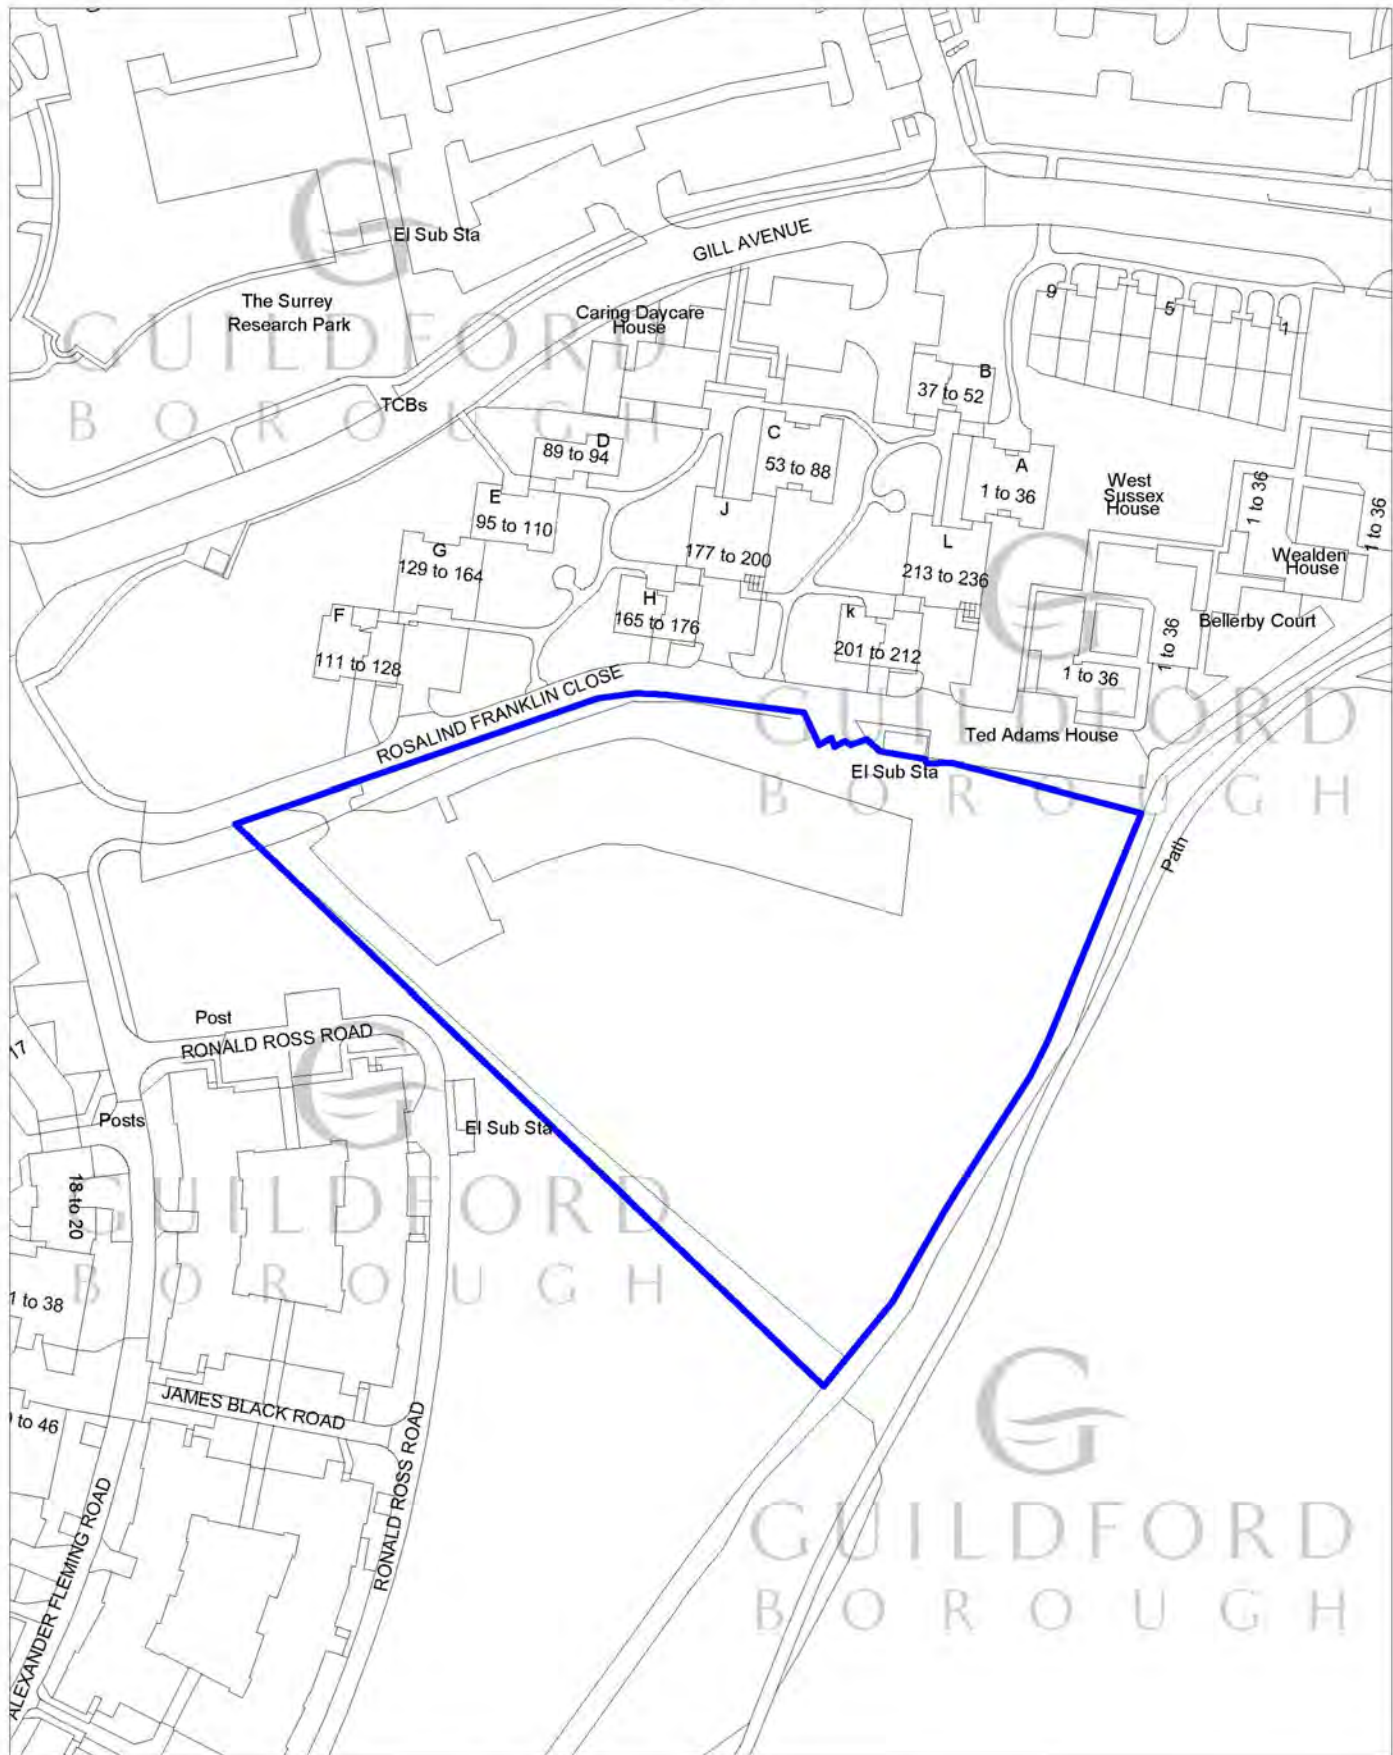 El Sub Sta
GILL AVENUE
The Surrey
Research Park
Caring Daycare
House
9
5
1
GUILDFORD
BOROUGH
TCBs
B
37 to 52
D
89 to 94
C
53 to 88
A
1 to 36
West
Sussex
House
1 to 36
1 to 36
E
95 to 110
J
177 to 200
L
213 to 236
Wealden
House
G
129 to 164
H
165 to 176
k
201 to 212
Bellerby Court
F
111 to 128
1 to 36
1 to 36
ROSALIND FRANKLIN CLOSE
GUILDFORD
BOROUGH
Ted Adams House
El Sub Sta
Path
Post
RONALD ROSS ROAD
17
Posts
El Sub Sta
18 to 20
GUILDFORD
BOROUGH
1 to 38
JAMES BLACK ROAD
to 46
RONALD ROSS ROAD
ALEXANDER FLEMING ROAD
GUILDFORD
BOROUGH